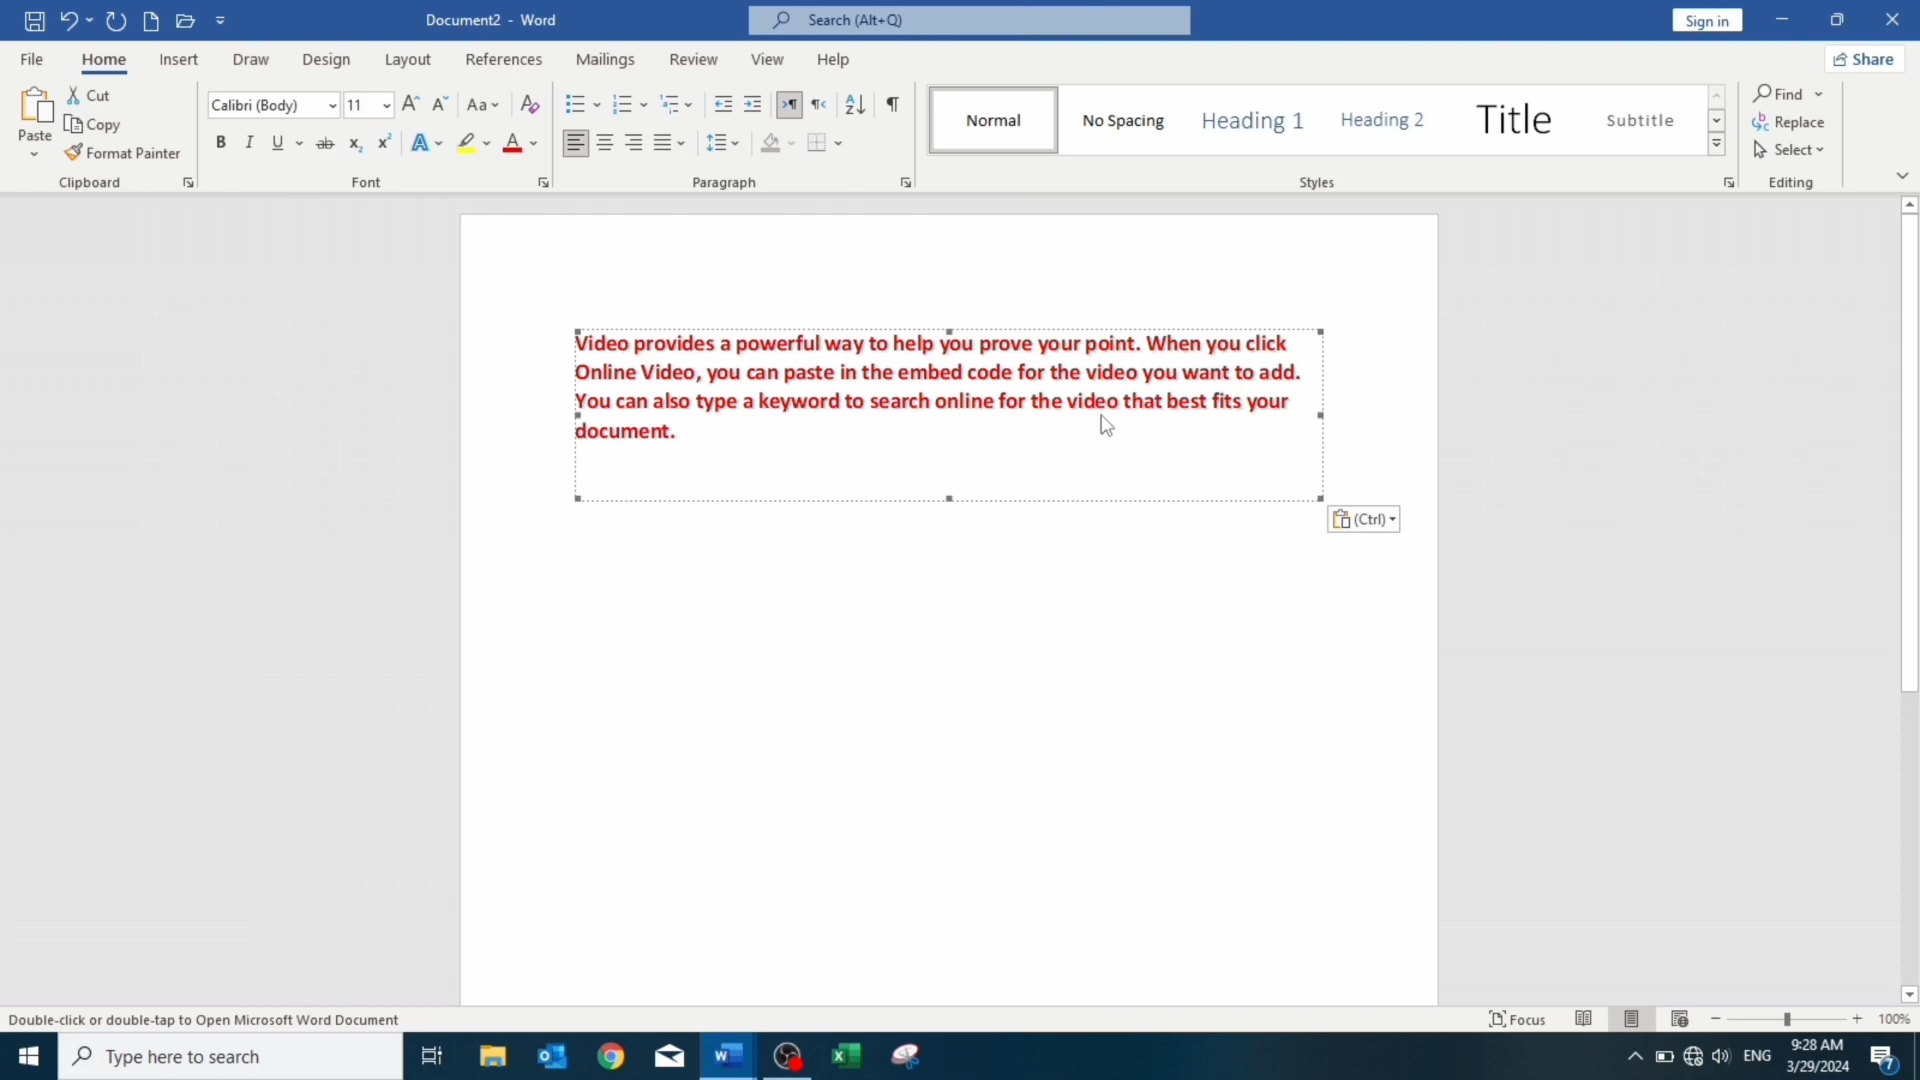 Document2 - Word
Search (Alt+Q)
Sign in
File Home Insert Draw Design Layout References Mailings Review View Help
Share
Paste
Cut
Copy
Format Painter
Clipboard
Calibri (Body) 11
Font
Paragraph
Normal
No Spacing
Heading 1
Heading 2
Title
Subtitle
Styles
Find
Replace
Select
Editing
Video provides a powerful way to help you prove your point. When you click
Online Video, you can paste in the embed code for the video you want to add.
You can also type a keyword to search online for the video that best fits your
document.
(Ctrl)
Double-click or double-tap to Open Microsoft Word Document
Focus
100%
Type here to search
ENG
9:28 AM
3/29/2024
7